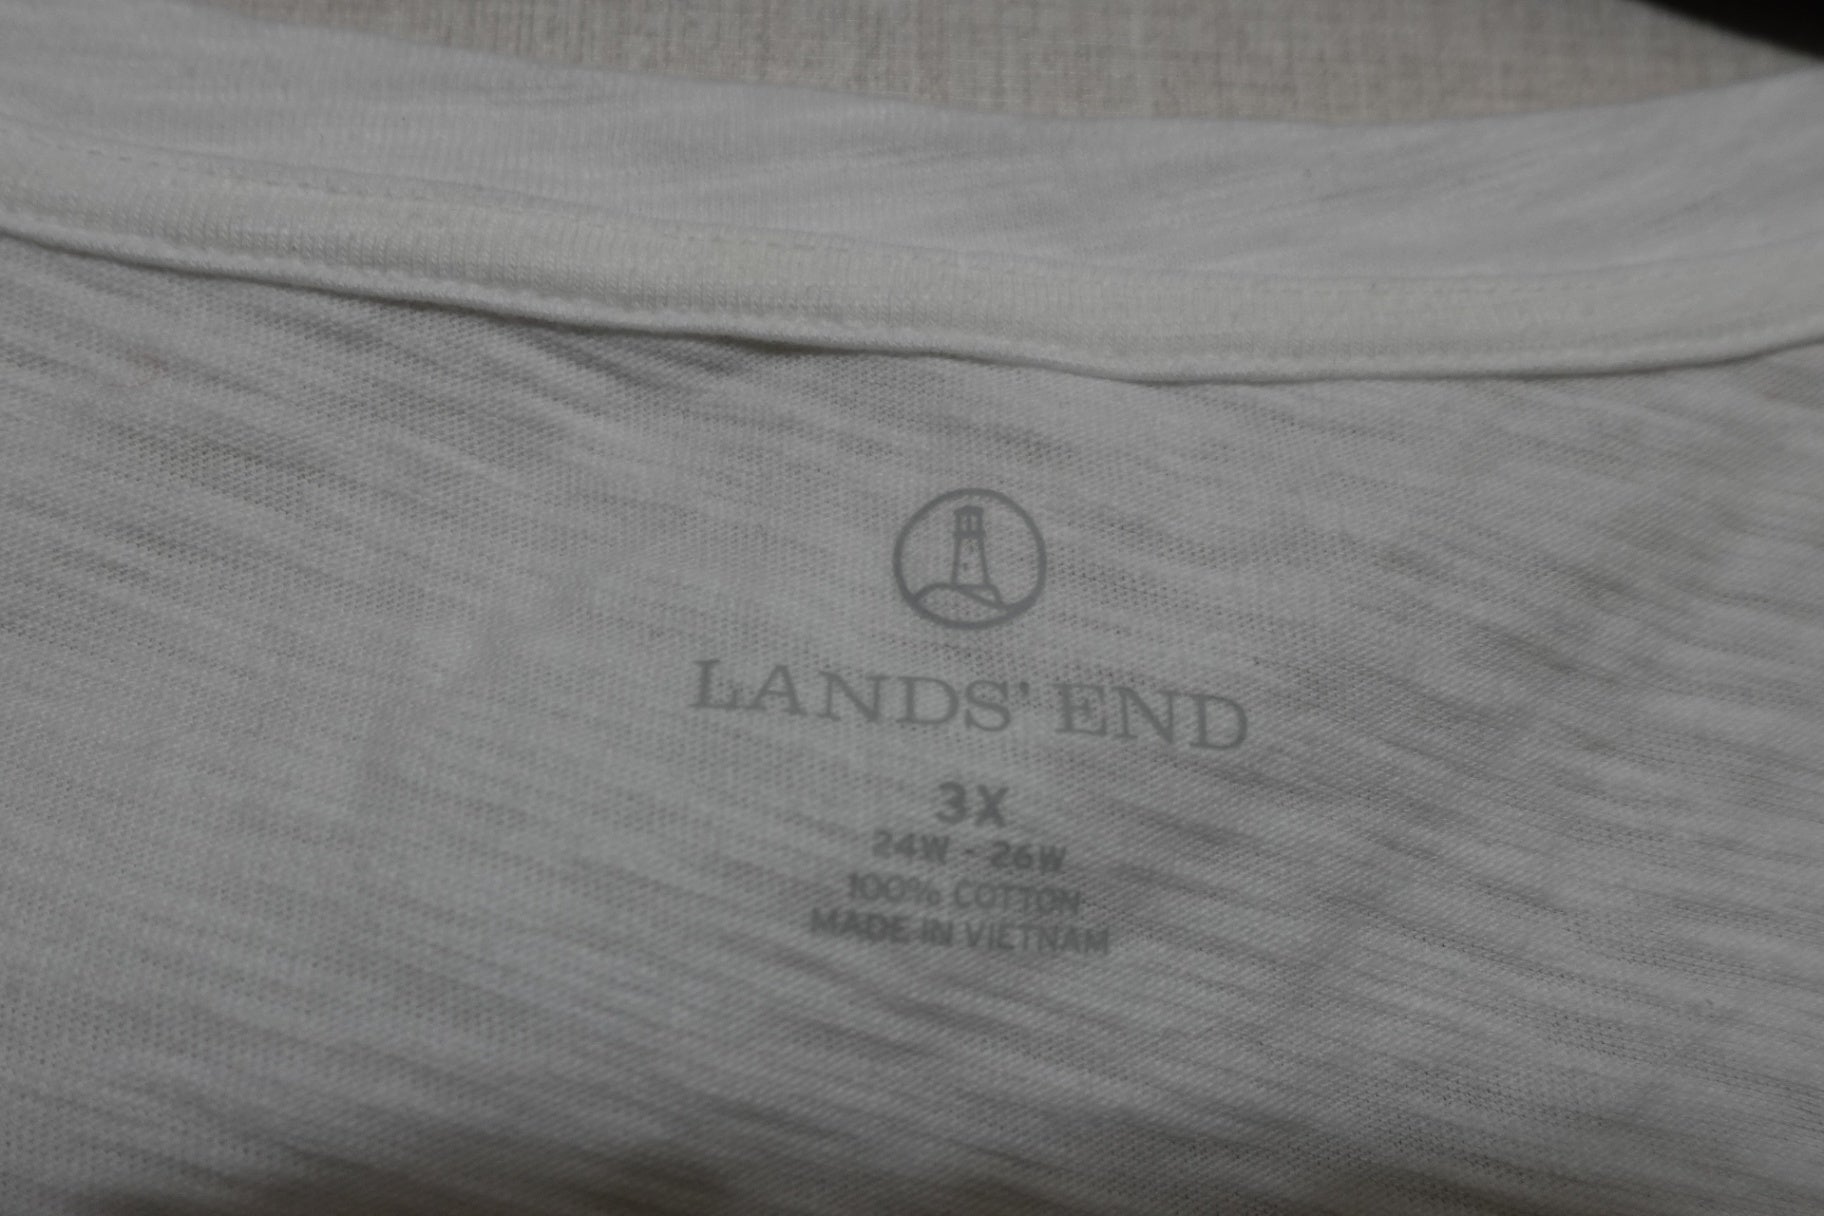 LANDS' END
3X
24W - 26W
100% COTTON
MADE IN VIETNAM